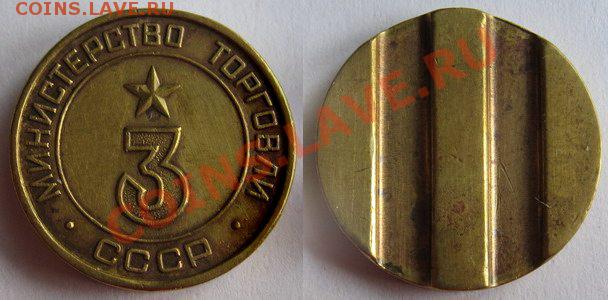 COINS.LAVE.RU
МИНИСТЕРСТВО ТОРГОВЛИ
3
· СССР ·
COINS.LAVE.RU